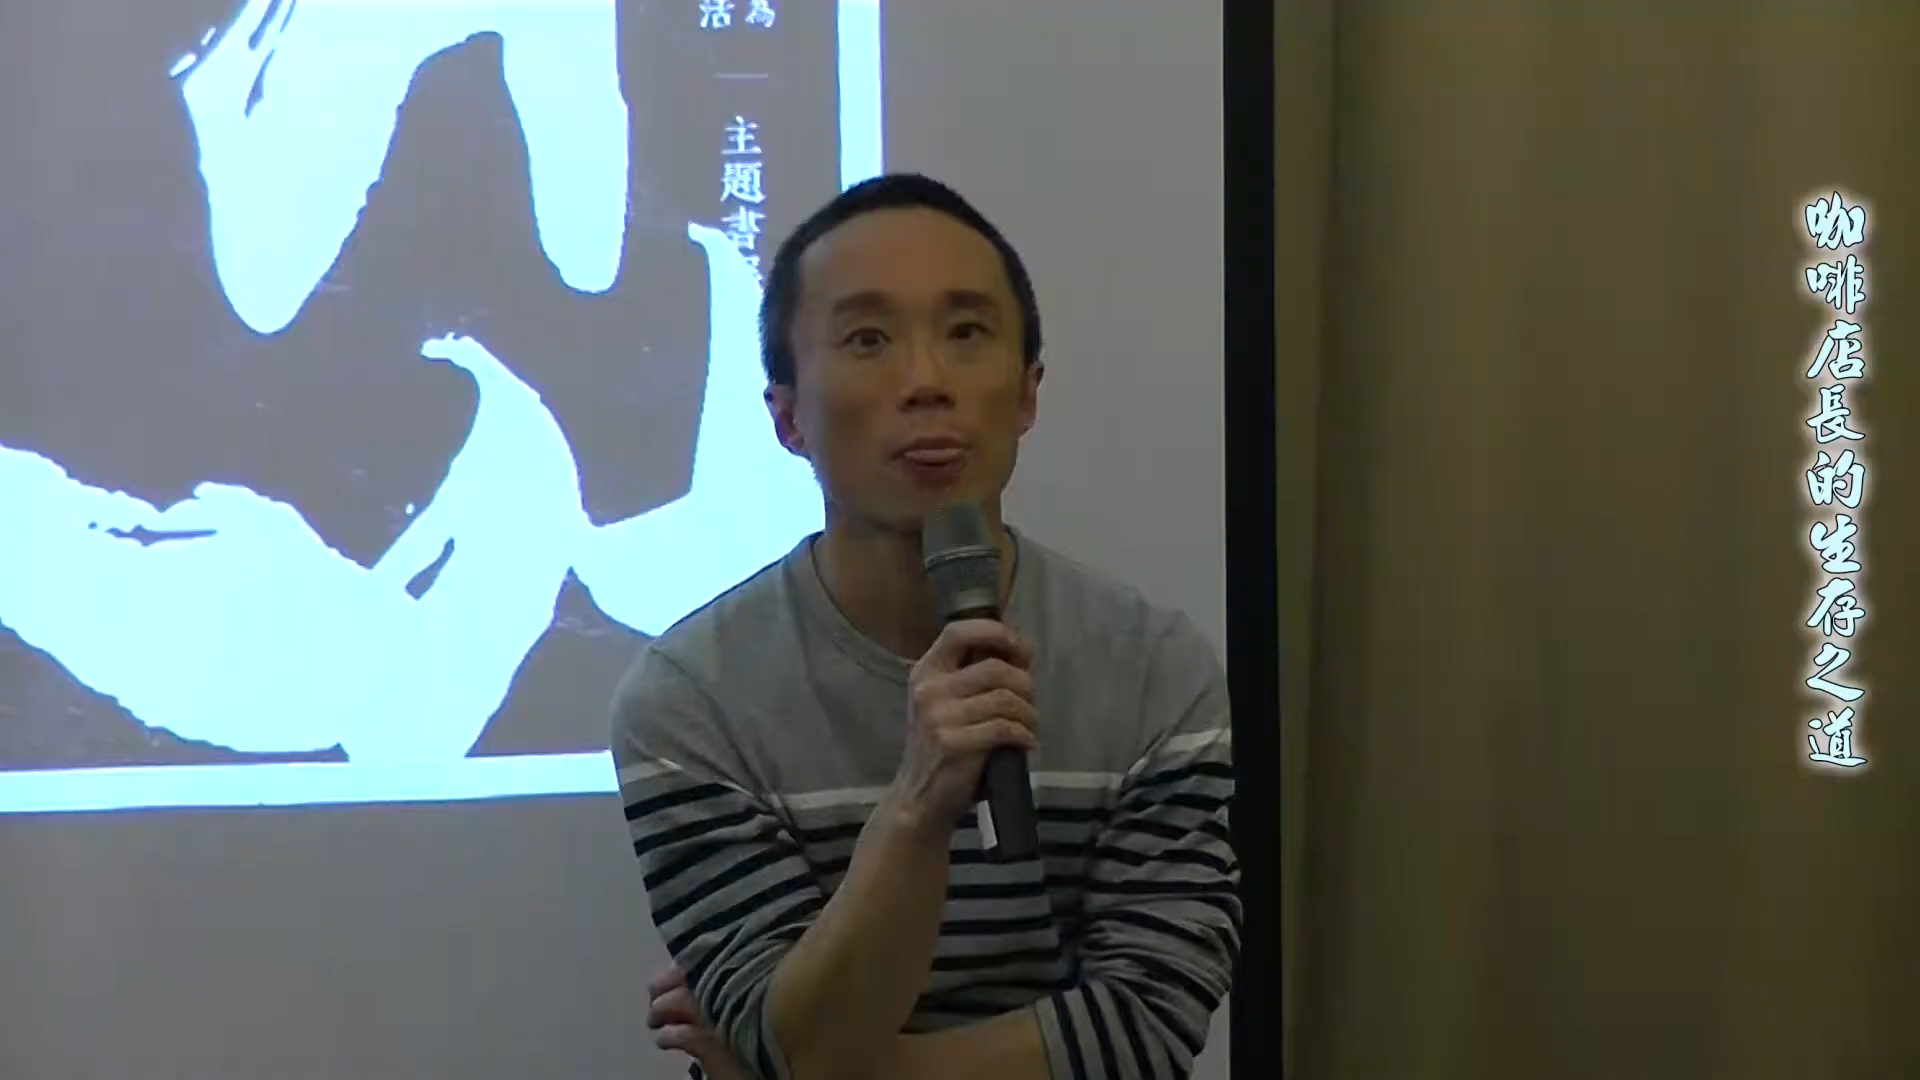 為
活
主題書
咖啡店長的生存之道